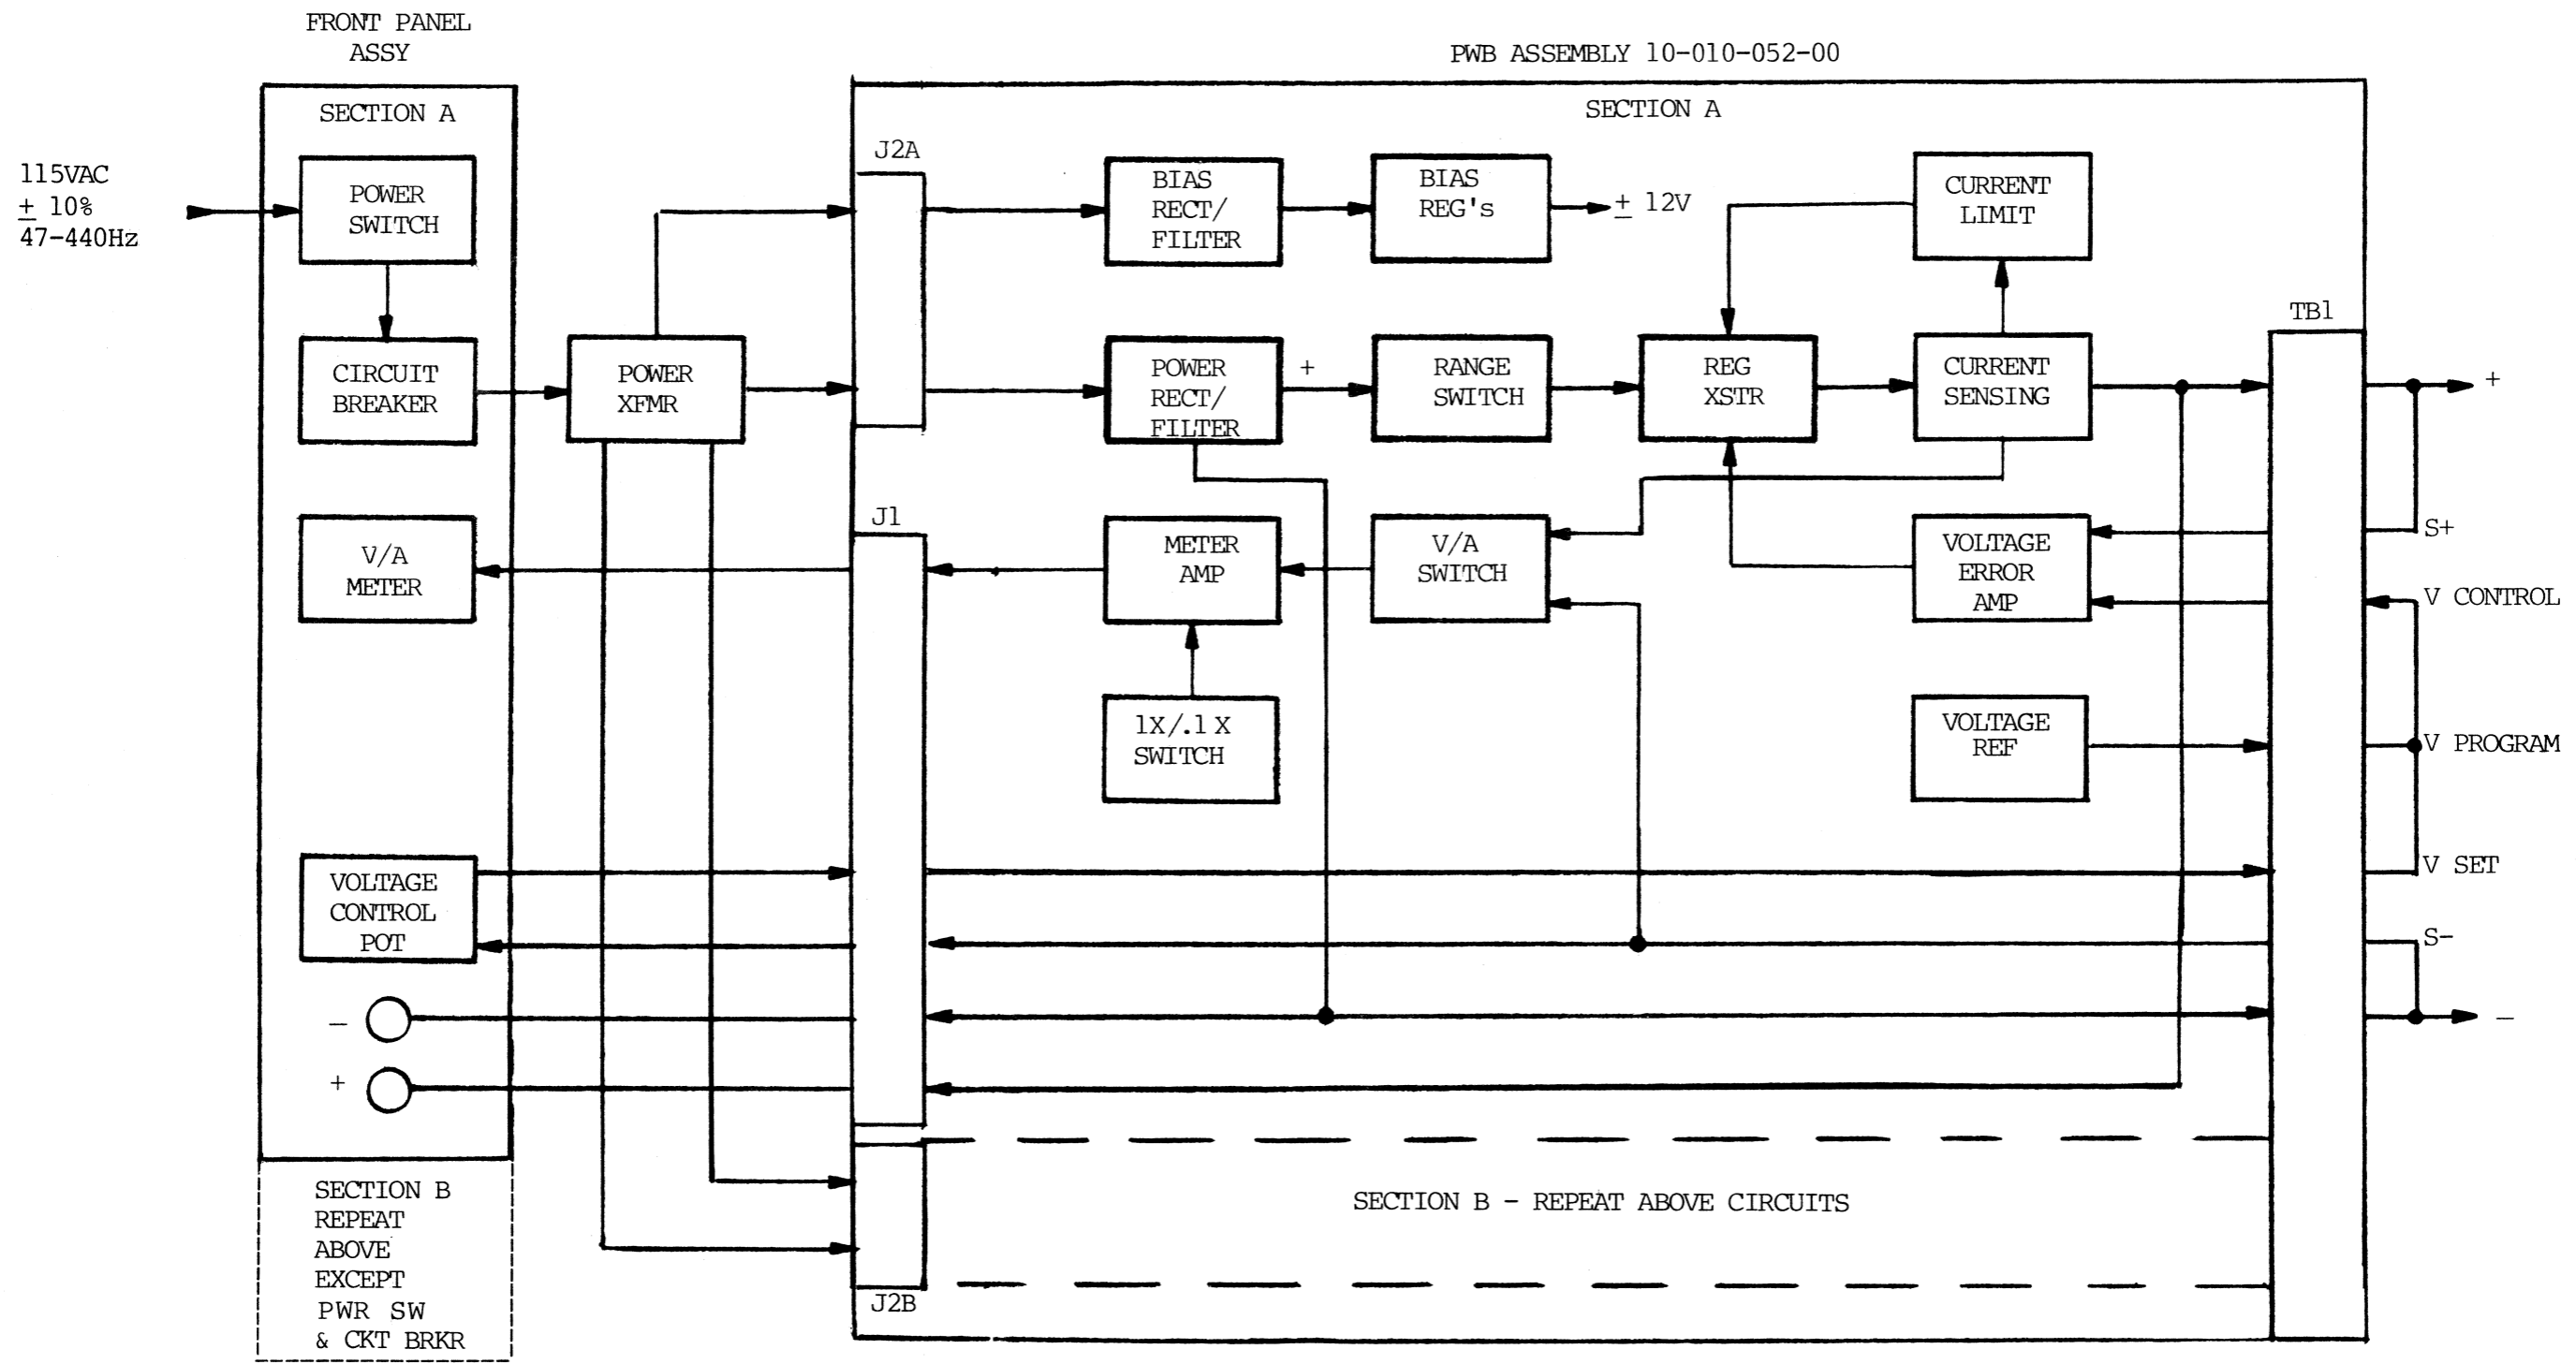 FRONT PANEL
ASSY
PWB ASSEMBLY 10-010-052-00
SECTION A
SECTION A
115VAC
± 10%
47-440Hz
POWER
SWITCH
J2A
BIAS
RECT/
FILTER
BIAS
REG's
± 12V
CURRENT
LIMIT
TB1
CIRCUIT
BREAKER
POWER
XFMR
POWER
RECT/
FILTER
+
RANGE
SWITCH
REG
XSTR
CURRENT
SENSING
+
J1
V/A
METER
METER
AMP
V/A
SWITCH
VOLTAGE
ERROR
AMP
S+
V CONTROL
1X/.1X
SWITCH
VOLTAGE
REF
V PROGRAM
VOLTAGE
CONTROL
POT
V SET
S-
-
-
+
SECTION B
REPEAT
ABOVE
EXCEPT
PWR SW
& CKT BRKR
SECTION B - REPEAT ABOVE CIRCUITS
J2B